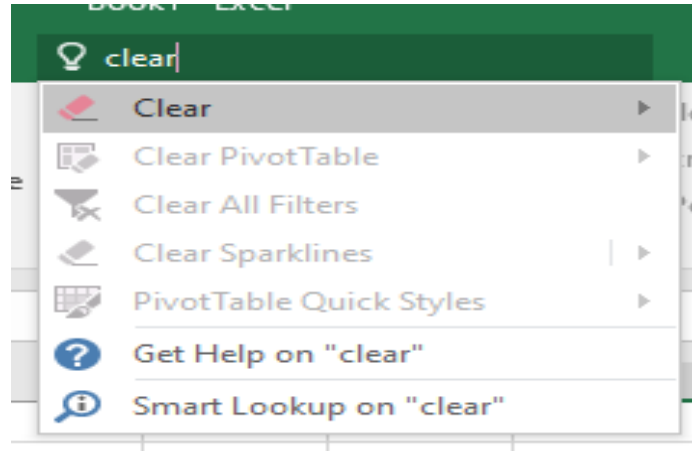 clear
Clear
Clear PivotTable
Clear All Filters
Clear Sparklines
PivotTable Quick Styles
Get Help on "clear"
Smart Lookup on "clear"